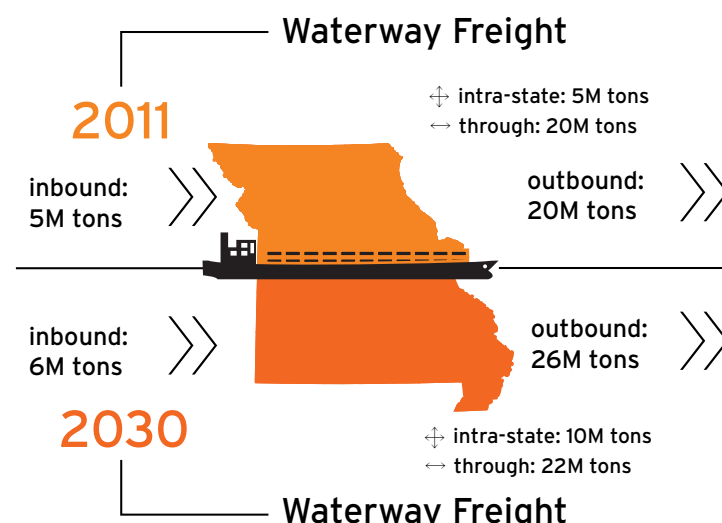 Waterway Freight
2011
intra-state: 5M tons
through: 20M tons
inbound:
5M tons
outbound:
20M tons
inbound:
6M tons
outbound:
26M tons
2030
intra-state: 10M tons
through: 22M tons
Waterway Freight